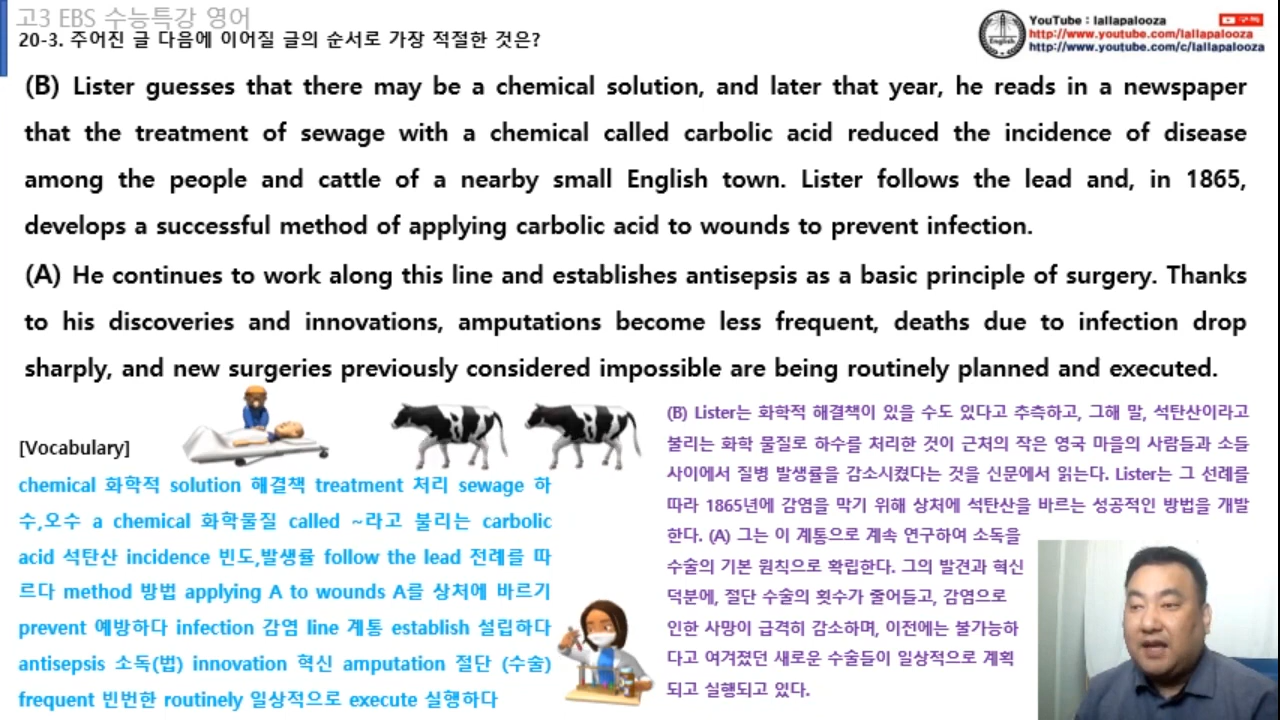 고3 EBS 수능특강 영어
20-3. 주어진 글 다음에 이어질 글의 순서로 가장 적절한 것은?
YouTube : lallapalooza
구독
http://www.youtube.com/lallapalooza
http://www.youtube.com/c/lallapalooza
English
(B) Lister guesses that there may be a chemical solution, and later that year, he reads in a newspaper
that the treatment of sewage with a chemical called carbolic acid reduced the incidence of disease
among the people and cattle of a nearby small English town. Lister follows the lead and, in 1865,
develops a successful method of applying carbolic acid to wounds to prevent infection.
(A) He continues to work along this line and establishes antisepsis as a basic principle of surgery. Thanks
to his discoveries and innovations, amputations become less frequent, deaths due to infection drop
sharply, and new surgeries previously considered impossible are being routinely planned and executed.
[Vocabulary]
chemical 화학적 solution 해결책 treatment 처리 sewage 하
수,오수 a chemical 화학물질 called ~라고 불리는 carbolic
acid 석탄산 incidence 빈도,발생률 follow the lead 전례를 따
르다 method 방법 applying A to wounds A를 상처에 바르기
prevent 예방하다 infection 감염 line 계통 establish 설립하다
antisepsis 소독(법) innovation 혁신 amputation 절단 (수술)
frequent 빈번한 routinely 일상적으로 execute 실행하다
(B) Lister는 화학적 해결책이 있을 수도 있다고 추측하고, 그해 말, 석탄산이라고
불리는 화학 물질로 하수를 처리한 것이 근처의 작은 영국 마을의 사람들과 소들
사이에서 질병 발생률을 감소시켰다는 것을 신문에서 읽는다. Lister는 그 선례를
따라 1865년에 감염을 막기 위해 상처에 석탄산을 바르는 성공적인 방법을 개발
한다. (A) 그는 이 계통으로 계속 연구하여 소독을
수술의 기본 원칙으로 확립한다. 그의 발견과 혁신
덕분에, 절단 수술의 횟수가 줄어들고, 감염으로
인한 사망이 급격히 감소하며, 이전에는 불가능하
다고 여겨졌던 새로운 수술들이 일상적으로 계획
되고 실행되고 있다.